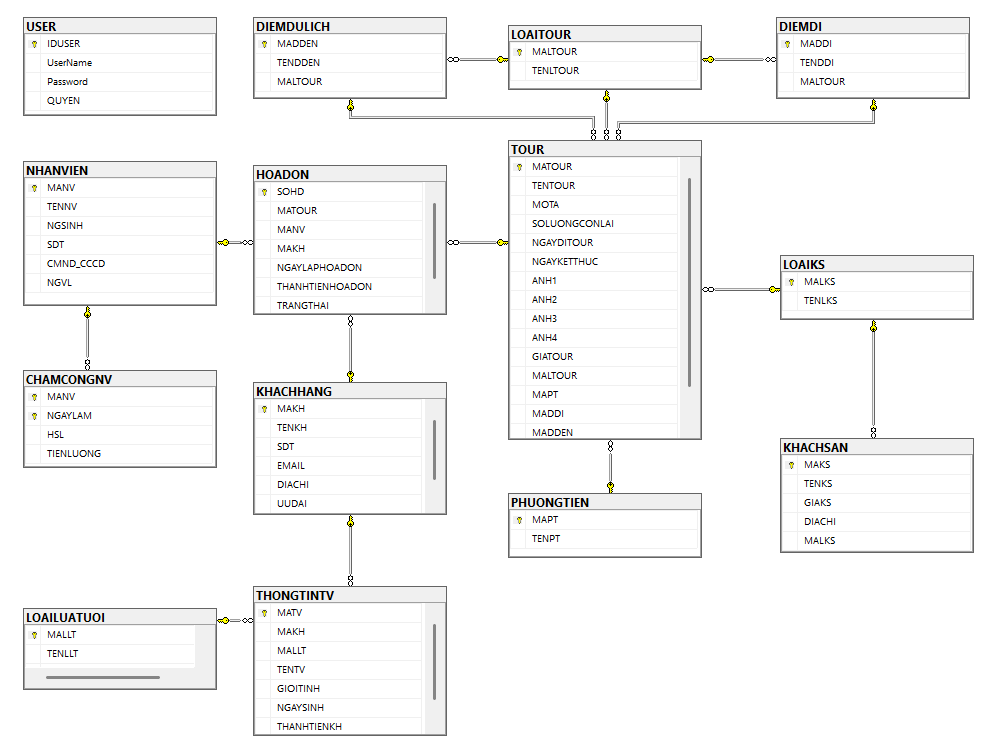 USER
IDUSER
UserName
Password
QUYEN
DIEMDULICH
MADDEN
TENDDEN
MALTOUR
LOAITOUR
MALTOUR
TENLTOUR
DIEMDI
MADDI
TENDDI
MALTOUR
NHANVIEN
MANV
TENNV
NGSINH
SDT
CMND_CCCD
NGVL
HOADON
SOHD
MATOUR
MANV
MAKH
NGAYLAPHOADON
THANHTIENHOADON
TRANGTHAI
TOUR
MATOUR
TENTOUR
MOTA
SOLUONGCONLAI
NGAYDITOUR
NGAYKETTHUC
ANH1
ANH2
ANH3
ANH4
GIATOUR
MALTOUR
MAPT
MADDI
MADDEN
LOAIKS
MALKS
TENLKS
CHAMCONGNV
MANV
NGAYLAM
HSL
TIENLUONG
KHACHHANG
MAKH
TENKH
SDT
EMAIL
DIACHI
UUDAI
PHUONGTIEN
MAPT
TENPT
KHACHSAN
MAKS
TENKS
GIAKS
DIACHI
MALKS
LOAILUATUOI
MALLT
TENLLT
THONGTINTV
MATV
MAKH
MALLT
TENTV
GIOITINH
NGAYSINH
THANHTIENKH